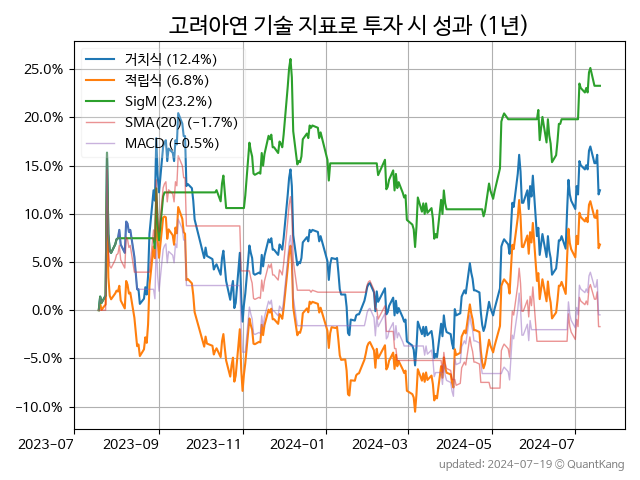 고려아연 기술 지표로 투자 시 성과 (1년)
거치식 (12.4%)
적립식 (6.8%)
SigM (23.2%)
SMA(20) (−1.7%)
MACD (−0.5%)
25.0%
20.0%
15.0%
10.0%
5.0%
0.0%
−5.0%
−10.0%
2023-07 2023-09 2023-11 2024-01 2024-03 2024-05 2024-07
updated: 2024-07-19 © QuantKang